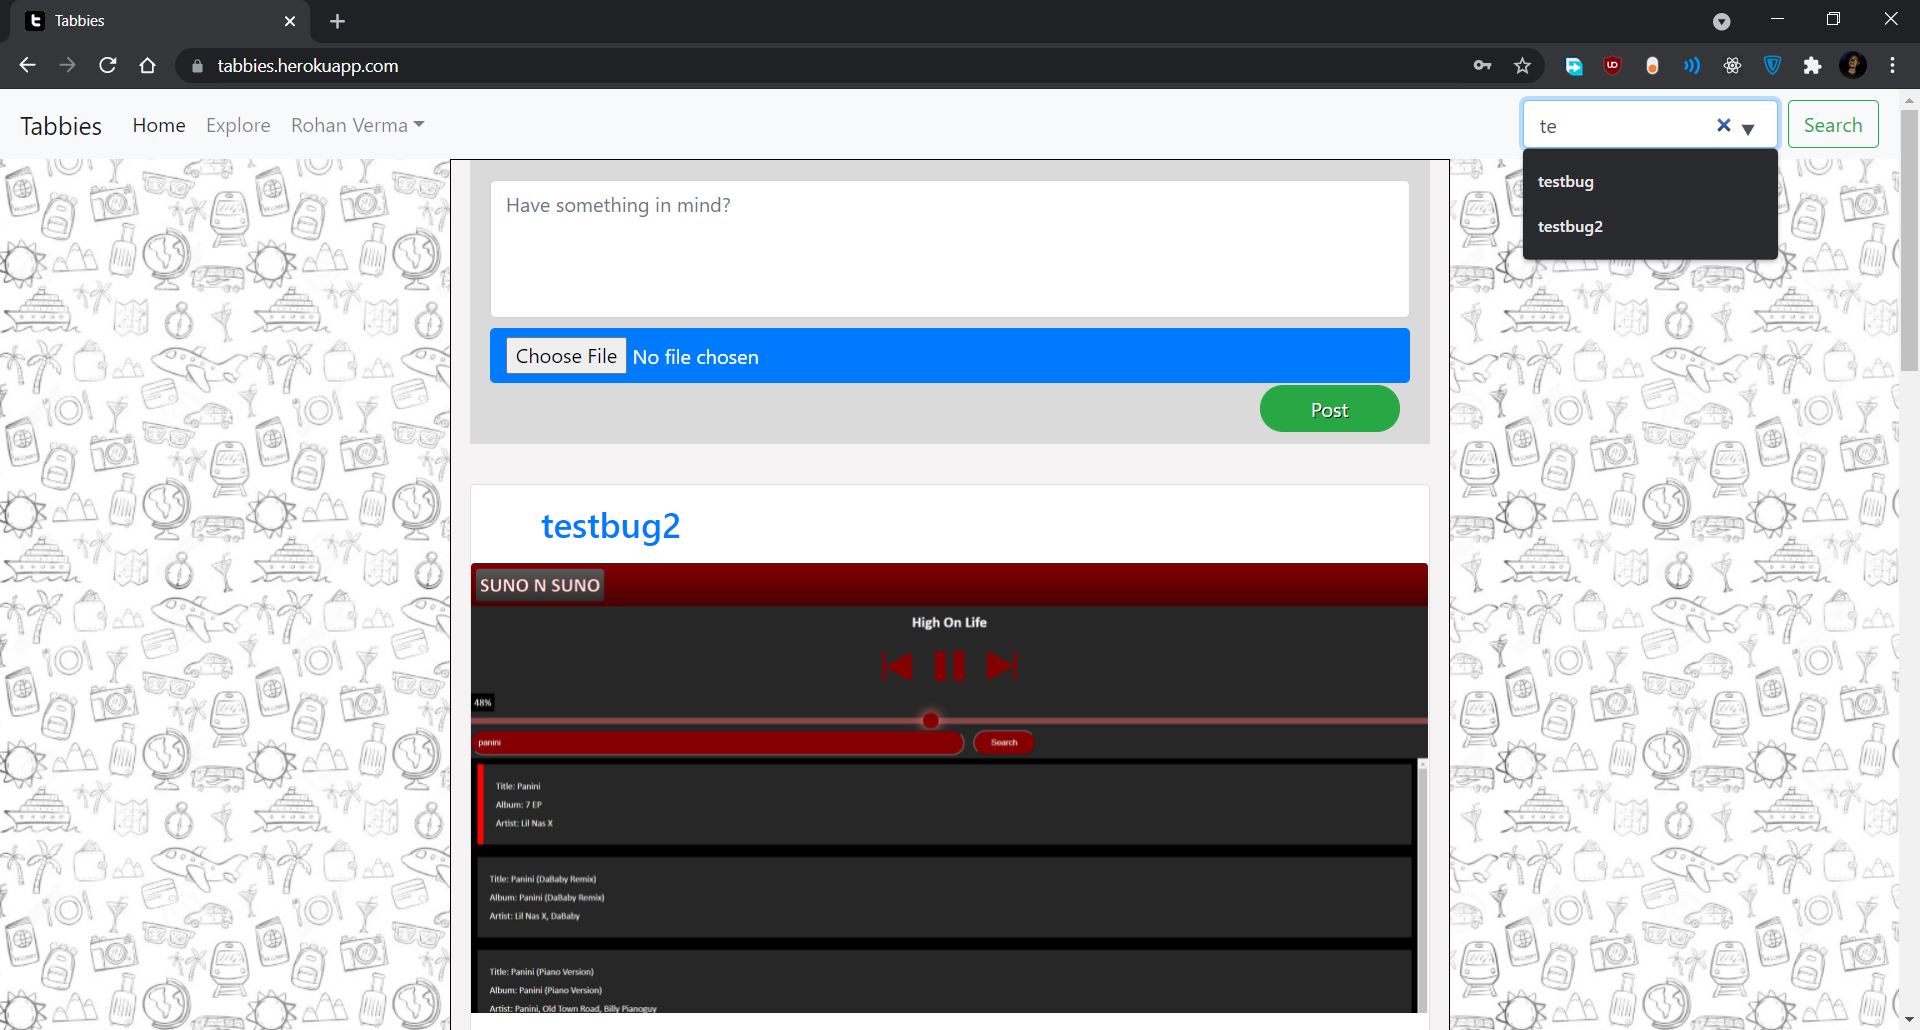 Tabbies
tabbies.herokuapp.com
Tabbies Home Explore Rohan Verma te Search
testbug
testbug2
Have something in mind?
Choose File No file chosen
Post
testbug2
SUNO N SUNO
High On Life
48%
panini Search
Title: Panini
Album: 7 EP
Artist: Lil Nas X
Title: Panini (DaBaby Remix)
Album: Panini (DaBaby Remix)
Artist: Lil Nas X, DaBaby
Title: Panini (Piano Version)
Album: Panini (Piano Version)
Artist: Panini, Old Town Road, Billy Pianoguy